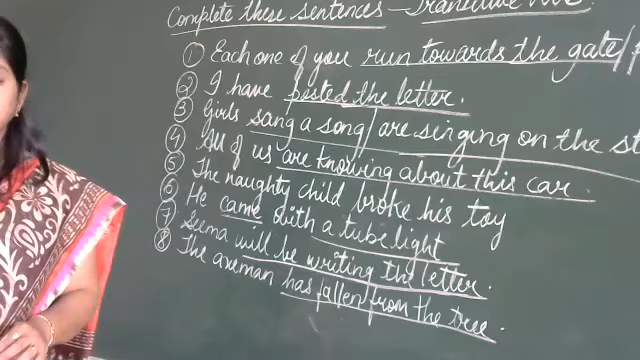 Complete these sentences - Transitive
① Each one of you run towards the gate/
② I have posted the letter.
③ Girls sang a song/are singing on the st
④ All of us are knowing about this car.
⑤ The naughty child broke his toy
⑥ He came with a tubelight
⑦ Seema will be writing the letter.
⑧ The axeman has fallen from the tree.